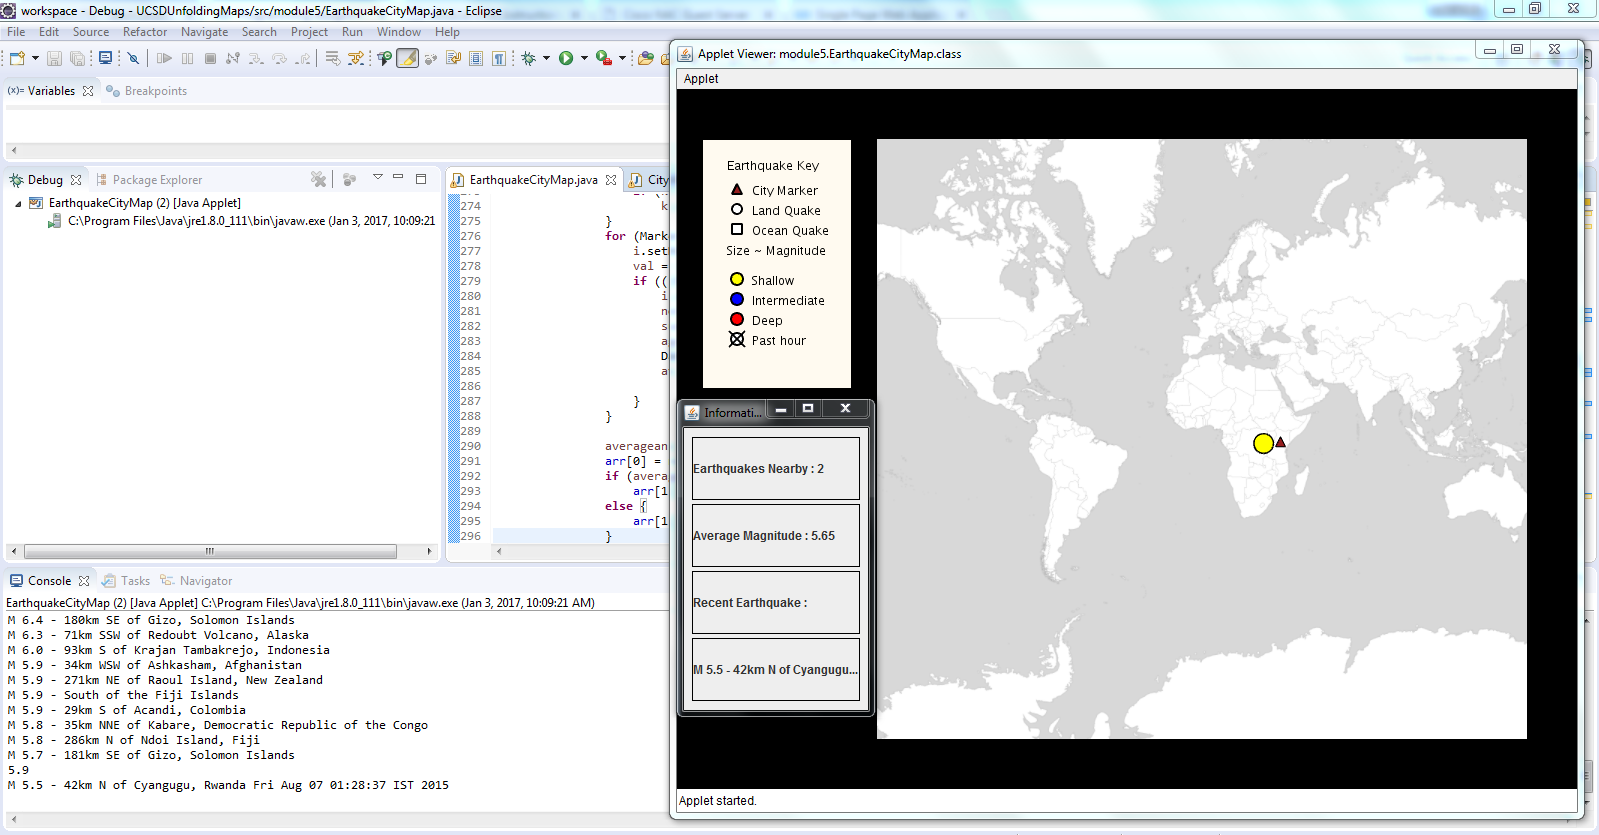 workspace - Debug - UCSDUnfoldingMaps/src/module5/EarthquakeCityMap.java - Eclipse
File Edit Source Refactor Navigate Search Project Run Window Help
(x)= Variables
Breakpoints
Debug
Package Explorer
EarthquakeCityMap (2) [Java Applet]
C:\Program Files\Java\jre1.8.0_111\bin\javaw.exe (Jan 3, 2017, 10:09:21
EarthquakeCityMap.java
City
274 k
275 }
276 for (Mark
277 i.set
278 val =
279 if ((
280 i
281 n
282 s
283 a
284 D
285 a
286
287 }
288 }
289
290 averagean
291 arr[0] =
292 if (avera
293 arr[1
294 else {
295 arr[1
296 }
Console
Tasks
Navigator
EarthquakeCityMap (2) [Java Applet] C:\Program Files\Java\jre1.8.0_111\bin\javaw.exe (Jan 3, 2017, 10:09:21 AM)
M 6.4 - 180km SE of Gizo, Solomon Islands
M 6.3 - 71km SSW of Redoubt Volcano, Alaska
M 6.0 - 93km S of Krajan Tambakrejo, Indonesia
M 5.9 - 34km WSW of Ashkasham, Afghanistan
M 5.9 - 271km NE of Raoul Island, New Zealand
M 5.9 - South of the Fiji Islands
M 5.9 - 29km S of Acandi, Colombia
M 5.8 - 35km NNE of Kabare, Democratic Republic of the Congo
M 5.8 - 286km N of Ndoi Island, Fiji
M 5.7 - 181km SE of Gizo, Solomon Islands
5.9
M 5.5 - 42km N of Cyangugu, Rwanda Fri Aug 07 01:28:37 IST 2015
Applet Viewer: module5.EarthquakeCityMap.class
Applet
Earthquake Key
City Marker
Land Quake
Ocean Quake
Size ~ Magnitude
Shallow
Intermediate
Deep
Past hour
Informati...
Earthquakes Nearby : 2
Average Magnitude : 5.65
Recent Earthquake :
M 5.5 - 42km N of Cyangugu...
Applet started.